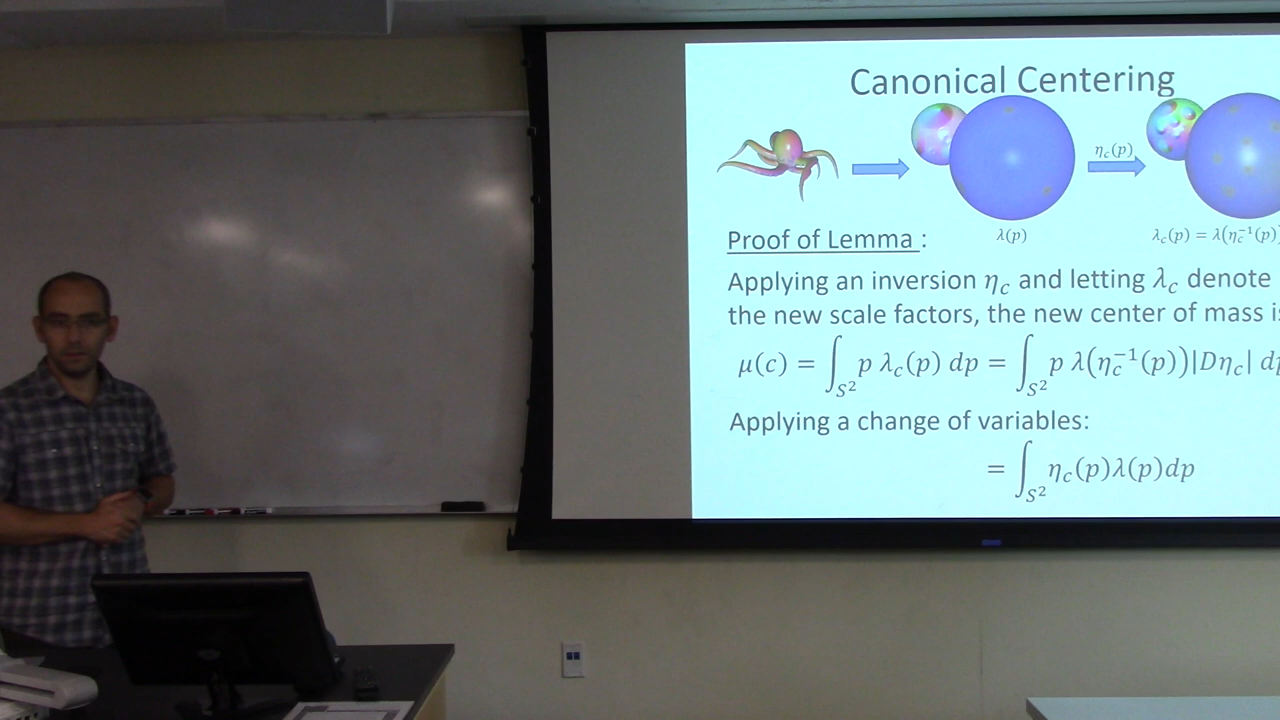 Canonical Centering
η_c(p)
λ(p)
λ_c(p) = λ(η_c^{-1}(p))
Proof of Lemma :
Applying an inversion η_c and letting λ_c denote
the new scale factors, the new center of mass is
μ(c) = ∫_{S^2} p λ_c(p) dp = ∫_{S^2} p λ(η_c^{-1}(p))|Dη_c| dp
Applying a change of variables:
= ∫_{S^2} η_c(p)λ(p)dp